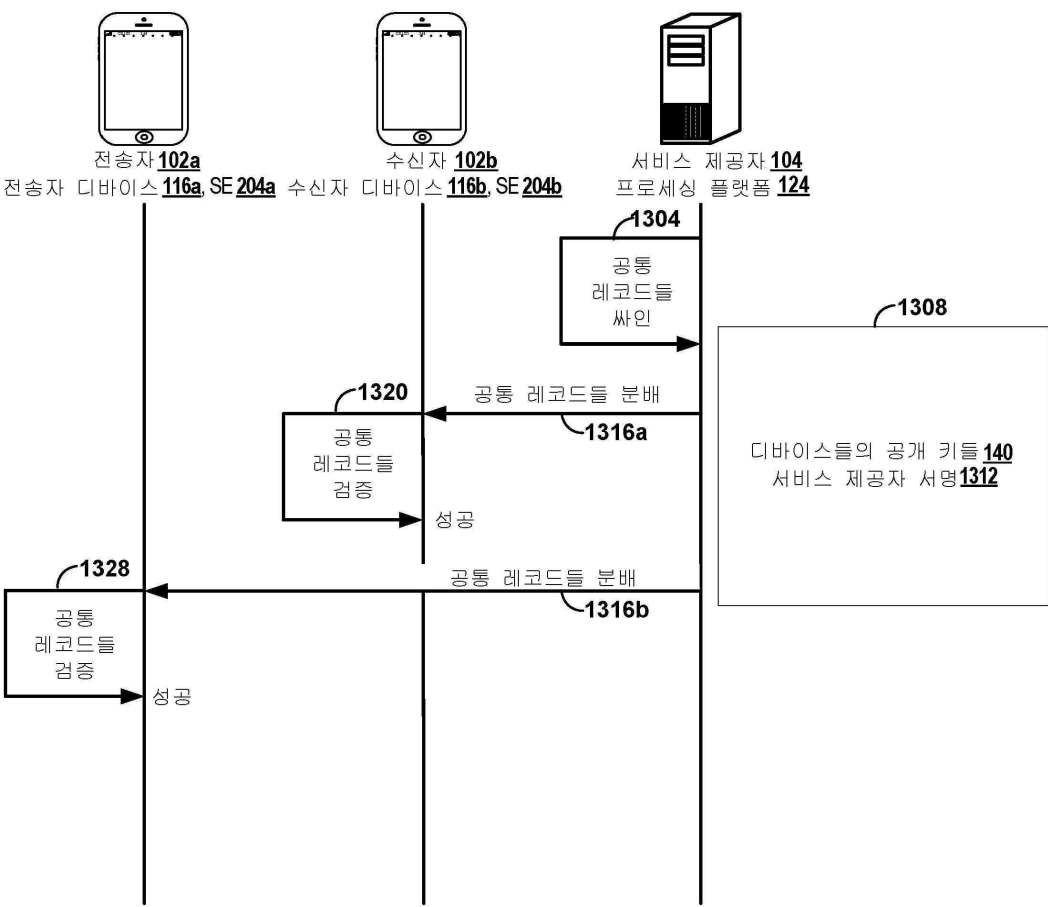 전송자 102a
전송자 디바이스 116a, SE 204a
수신자 102b
수신자 디바이스 116b, SE 204b
서비스 제공자 104
프로세싱 플랫폼 124
1304
공통
레코드들
싸인
1308
디바이스들의 공개 키들 140
서비스 제공자 서명 1312
공통 레코드들 분배
1316a
1320
공통
레코드들
검증
성공
공통 레코드들 분배
1316b
1328
공통
레코드들
검증
성공